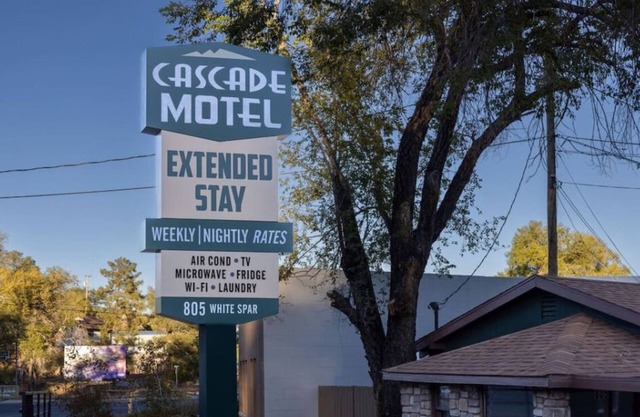 CASCADE
MOTEL
EXTENDED
STAY
WEEKLY|NIGHTLY RATES
AIR COND • TV
MICROWAVE • FRIDGE
WI-FI • LAUNDRY
805 WHITE SPAR